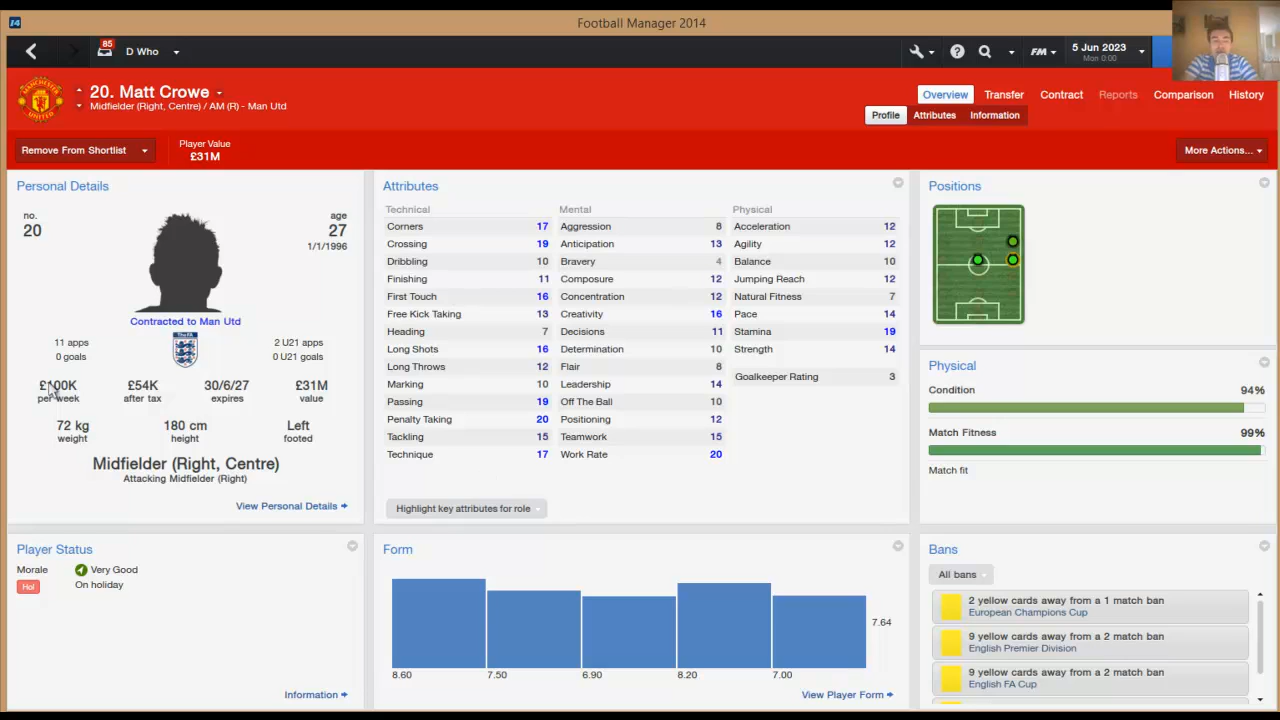 Football Manager 2014
85
D Who
FM
5 Jun 2023
Mon 0:00
20. Matt Crowe
Midfielder (Right, Centre) / AM (R) - Man Utd
Overview Transfer Contract Reports Comparison History
Profile Attributes Information
Remove From Shortlist
Player Value
£31M
More Actions...
Personal Details
no.
20
age
27
1/1/1996
Contracted to Man Utd
11 apps
0 goals
2 U21 apps
0 U21 goals
£100K
per week
£54K
after tax
30/6/27
expires
£31M
value
72 kg
weight
180 cm
height
Left
footed
Midfielder (Right, Centre)
Attacking Midfielder (Right)
View Personal Details
Attributes
Technical Mental Physical
Corners 17 Aggression 8 Acceleration 12
Crossing 19 Anticipation 13 Agility 12
Dribbling 10 Bravery 4 Balance 10
Finishing 11 Composure 12 Jumping Reach 12
First Touch 16 Concentration 12 Natural Fitness 7
Free Kick Taking 13 Creativity 16 Pace 14
Heading 7 Decisions 11 Stamina 19
Long Shots 16 Determination 10 Strength 14
Long Throws 12 Flair 8
Goalkeeper Rating 3
Marking 10 Leadership 14
Passing 19 Off The Ball 10
Penalty Taking 20 Positioning 12
Tackling 15 Teamwork 15
Technique 17 Work Rate 20
Highlight key attributes for role
Positions
Physical
Condition 94%
Match Fitness 99%
Match fit
Player Status
Morale Very Good
Hol On holiday
Information
Form
7.64
8.60 7.50 6.90 8.20 7.00
View Player Form
Bans
All bans
2 yellow cards away from a 1 match ban
European Champions Cup
9 yellow cards away from a 2 match ban
English Premier Division
9 yellow cards away from a 2 match ban
English FA Cup